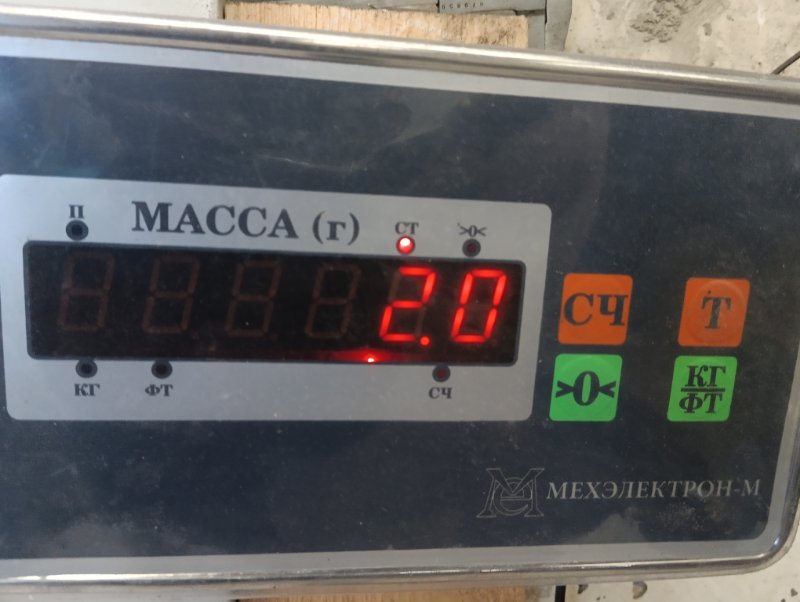 П
МАССА (г)
СТ
>0<
2.0
КГ
ФТ
СЧ
СЧ
Т
>0<
КГ
ФТ
МЕХЭЛЕКТРОН-М